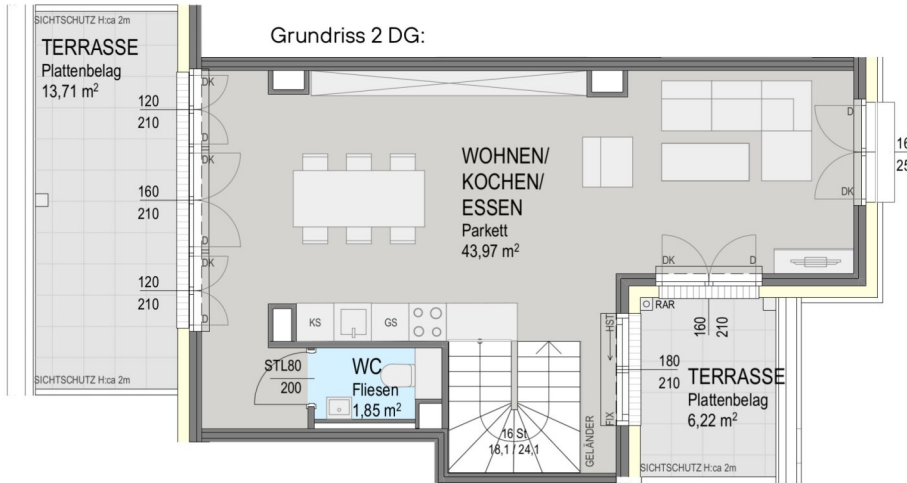 Grundriss 2 DG:
SICHTSCHUTZ H:ca 2m
TERRASSE
Plattenbelag
13,71 m²
120
210
160
210
120
210
SICHTSCHUTZ H:ca 2m
DK
D
DK
D
DK
D
WOHNEN/
KOCHEN/
ESSEN
Parkett
43,97 m²
D
DK
16
25
DK
D
KS
GS
STL80
200
WC
Fliesen
1,85 m²
16 St
18,1 / 24,1
GELÄNDER
HST
FIX
RAR
160
210
180
210
TERRASSE
Plattenbelag
6,22 m²
SICHTSCHUTZ H:ca 2m